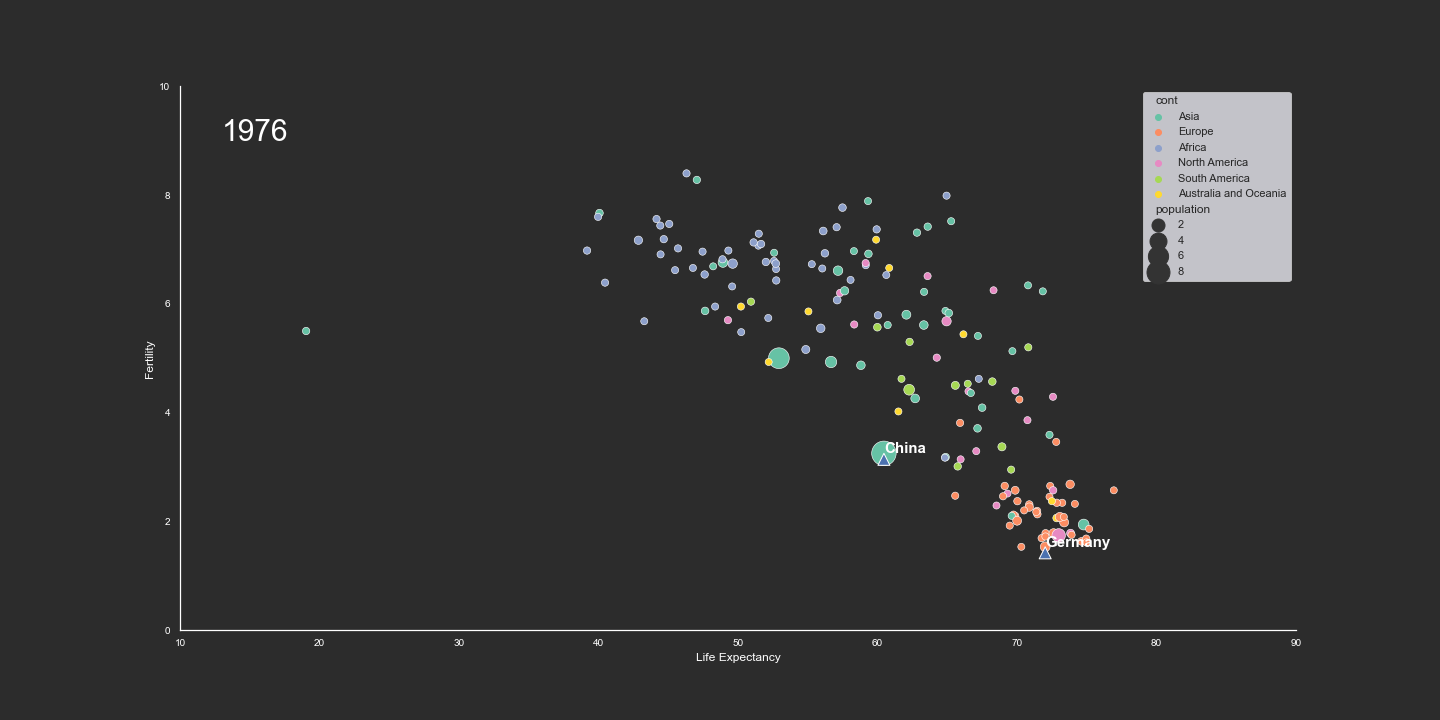 1976
10
8
6
4
2
0
Fertility
10 20 30 40 50 60 70 80 90
Life Expectancy
China
Germany
cont
Asia
Europe
Africa
North America
South America
Australia and Oceania
population
2
4
6
8